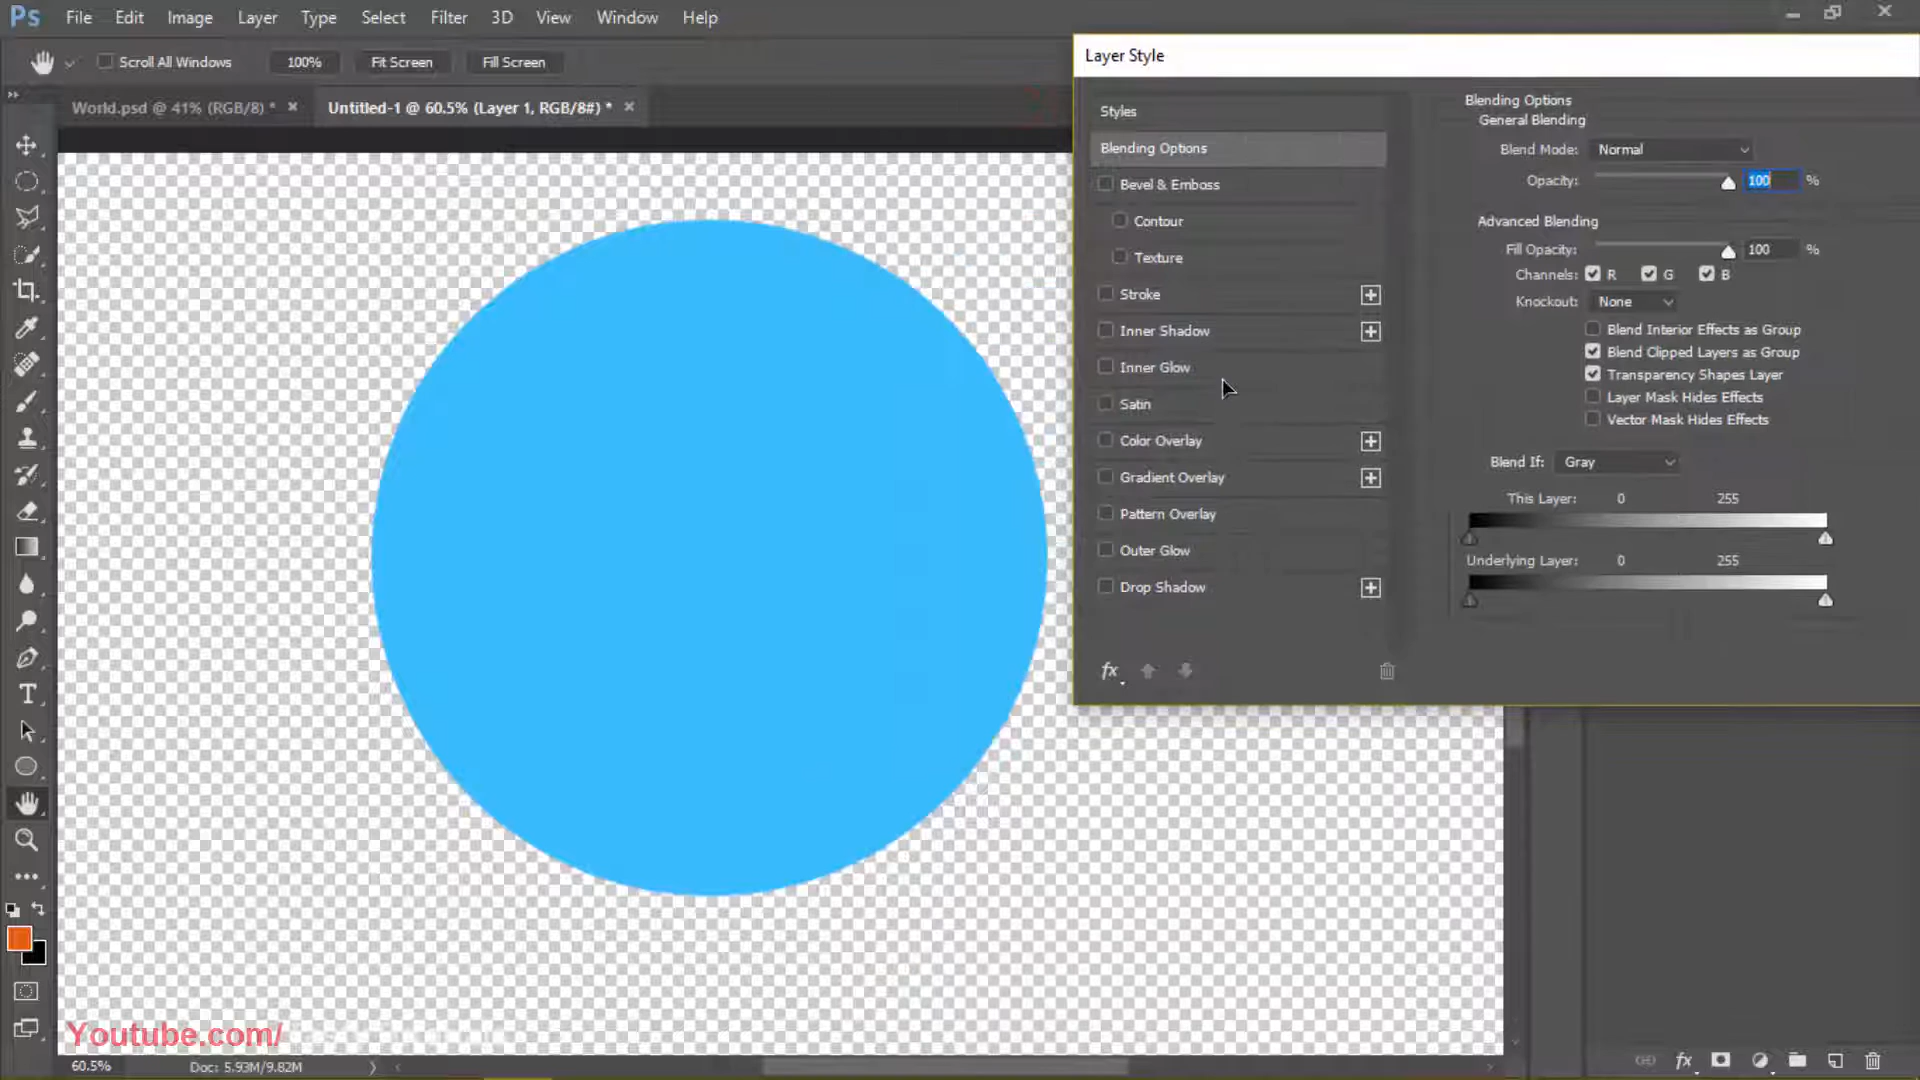 Ps File Edit Image Layer Type Select Filter 3D View Window Help
Scroll All Windows 100% Fit Screen Fill Screen
World.psd @ 41% (RGB/8) * Untitled-1 @ 60.5% (Layer 1, RGB/8#) *
Layer Style
Styles
Blending Options
Bevel & Emboss
Contour
Texture
Stroke
Inner Shadow
Inner Glow
Satin
Color Overlay
Gradient Overlay
Pattern Overlay
Outer Glow
Drop Shadow
fx
Blending Options
General Blending
Blend Mode: Normal
Opacity: 100 %
Advanced Blending
Fill Opacity: 100 %
Channels: R G B
Knockout: None
Blend Interior Effects as Group
Blend Clipped Layers as Group
Transparency Shapes Layer
Layer Mask Hides Effects
Vector Mask Hides Effects
Blend If: Gray
This Layer: 0 255
Underlying Layer: 0 255
Youtube.com/
60.5% Doc: 5.93M/9.82M
fx